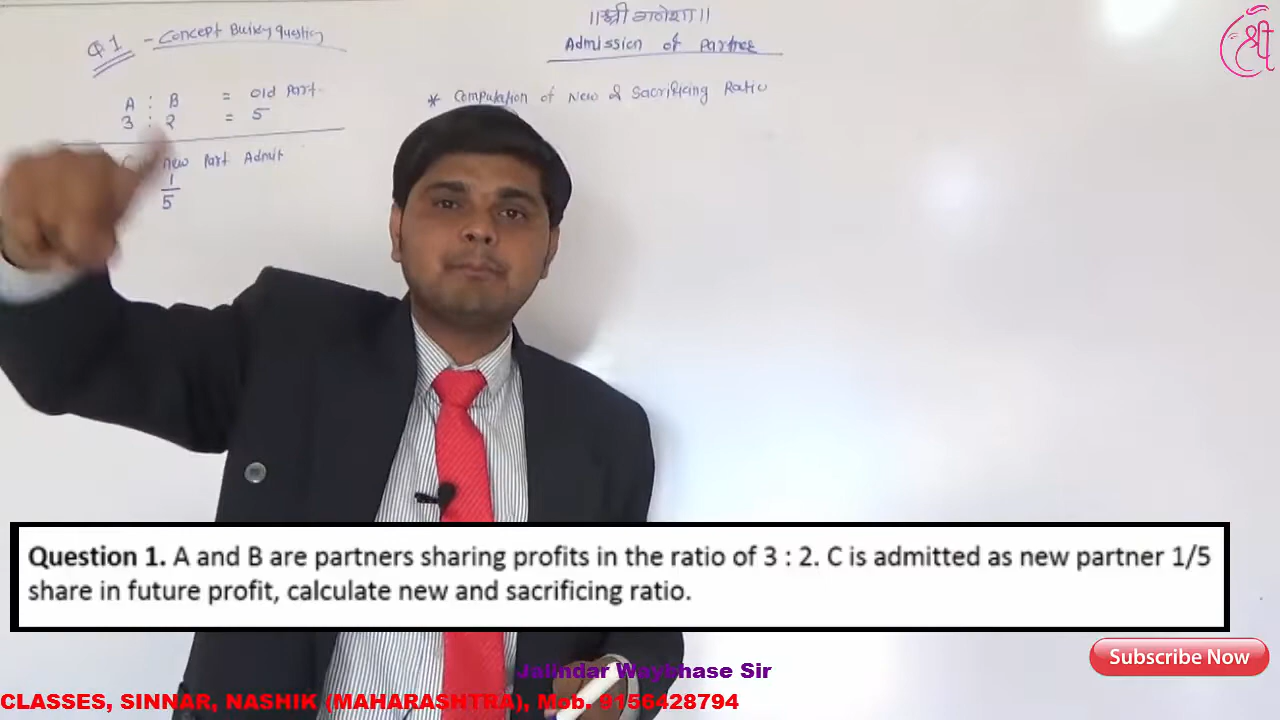 ॥श्री गणेशा॥
श्री
Admission of Partner
Q.1 - Concept Builey question
* Computation of New & Sacrificing Ratio
A : B = old Part.
3 : 2 = 5
new Part Admit
1
5
Question 1. A and B are partners sharing profits in the ratio of 3 : 2. C is admitted as new partner 1/5
share in future profit, calculate new and sacrificing ratio.
Subscribe Now
Jalindar Waykhase Sir
CLASSES, SINNAR, NASHIK (MAHARASHTRA), Mob. 9156428794